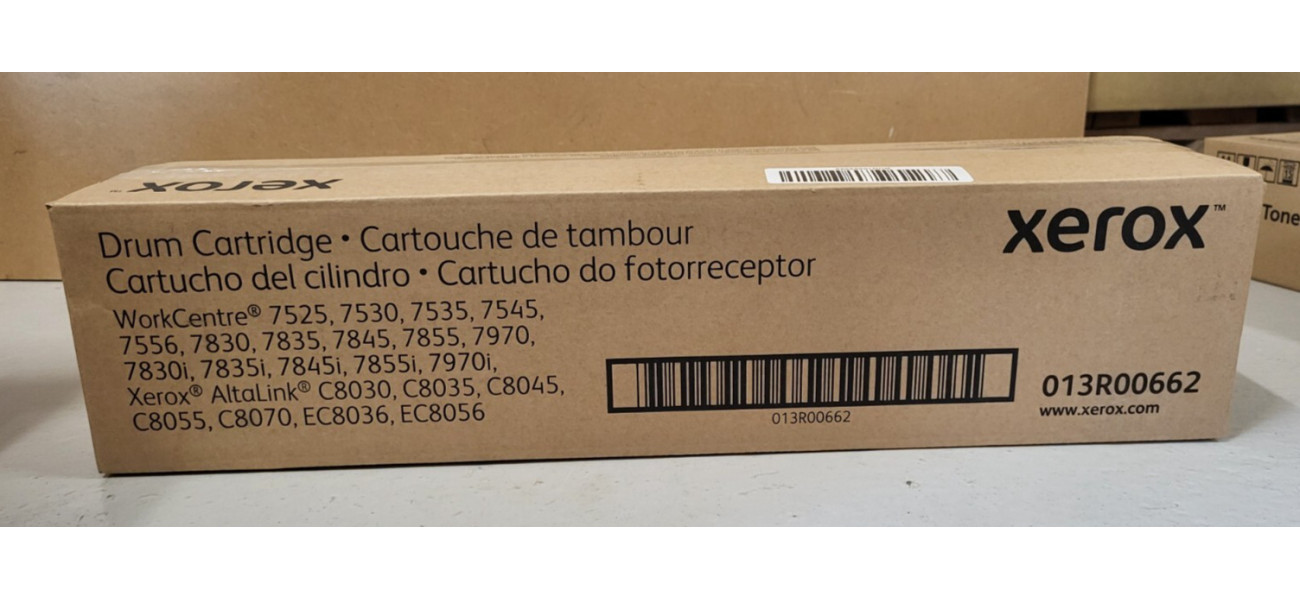 xerox™
xerox™
Drum Cartridge • Cartouche de tambour
Cartucho del cilindro • Cartucho do fotorreceptor
WorkCentre® 7525, 7530, 7535, 7545,
7556, 7830, 7835, 7845, 7855, 7970,
7830i, 7835i, 7845i, 7855i, 7970i,
Xerox® AltaLink® C8030, C8035, C8045,
C8055, C8070, EC8036, EC8056
013R00662
013R00662
www.xerox.com
Tone